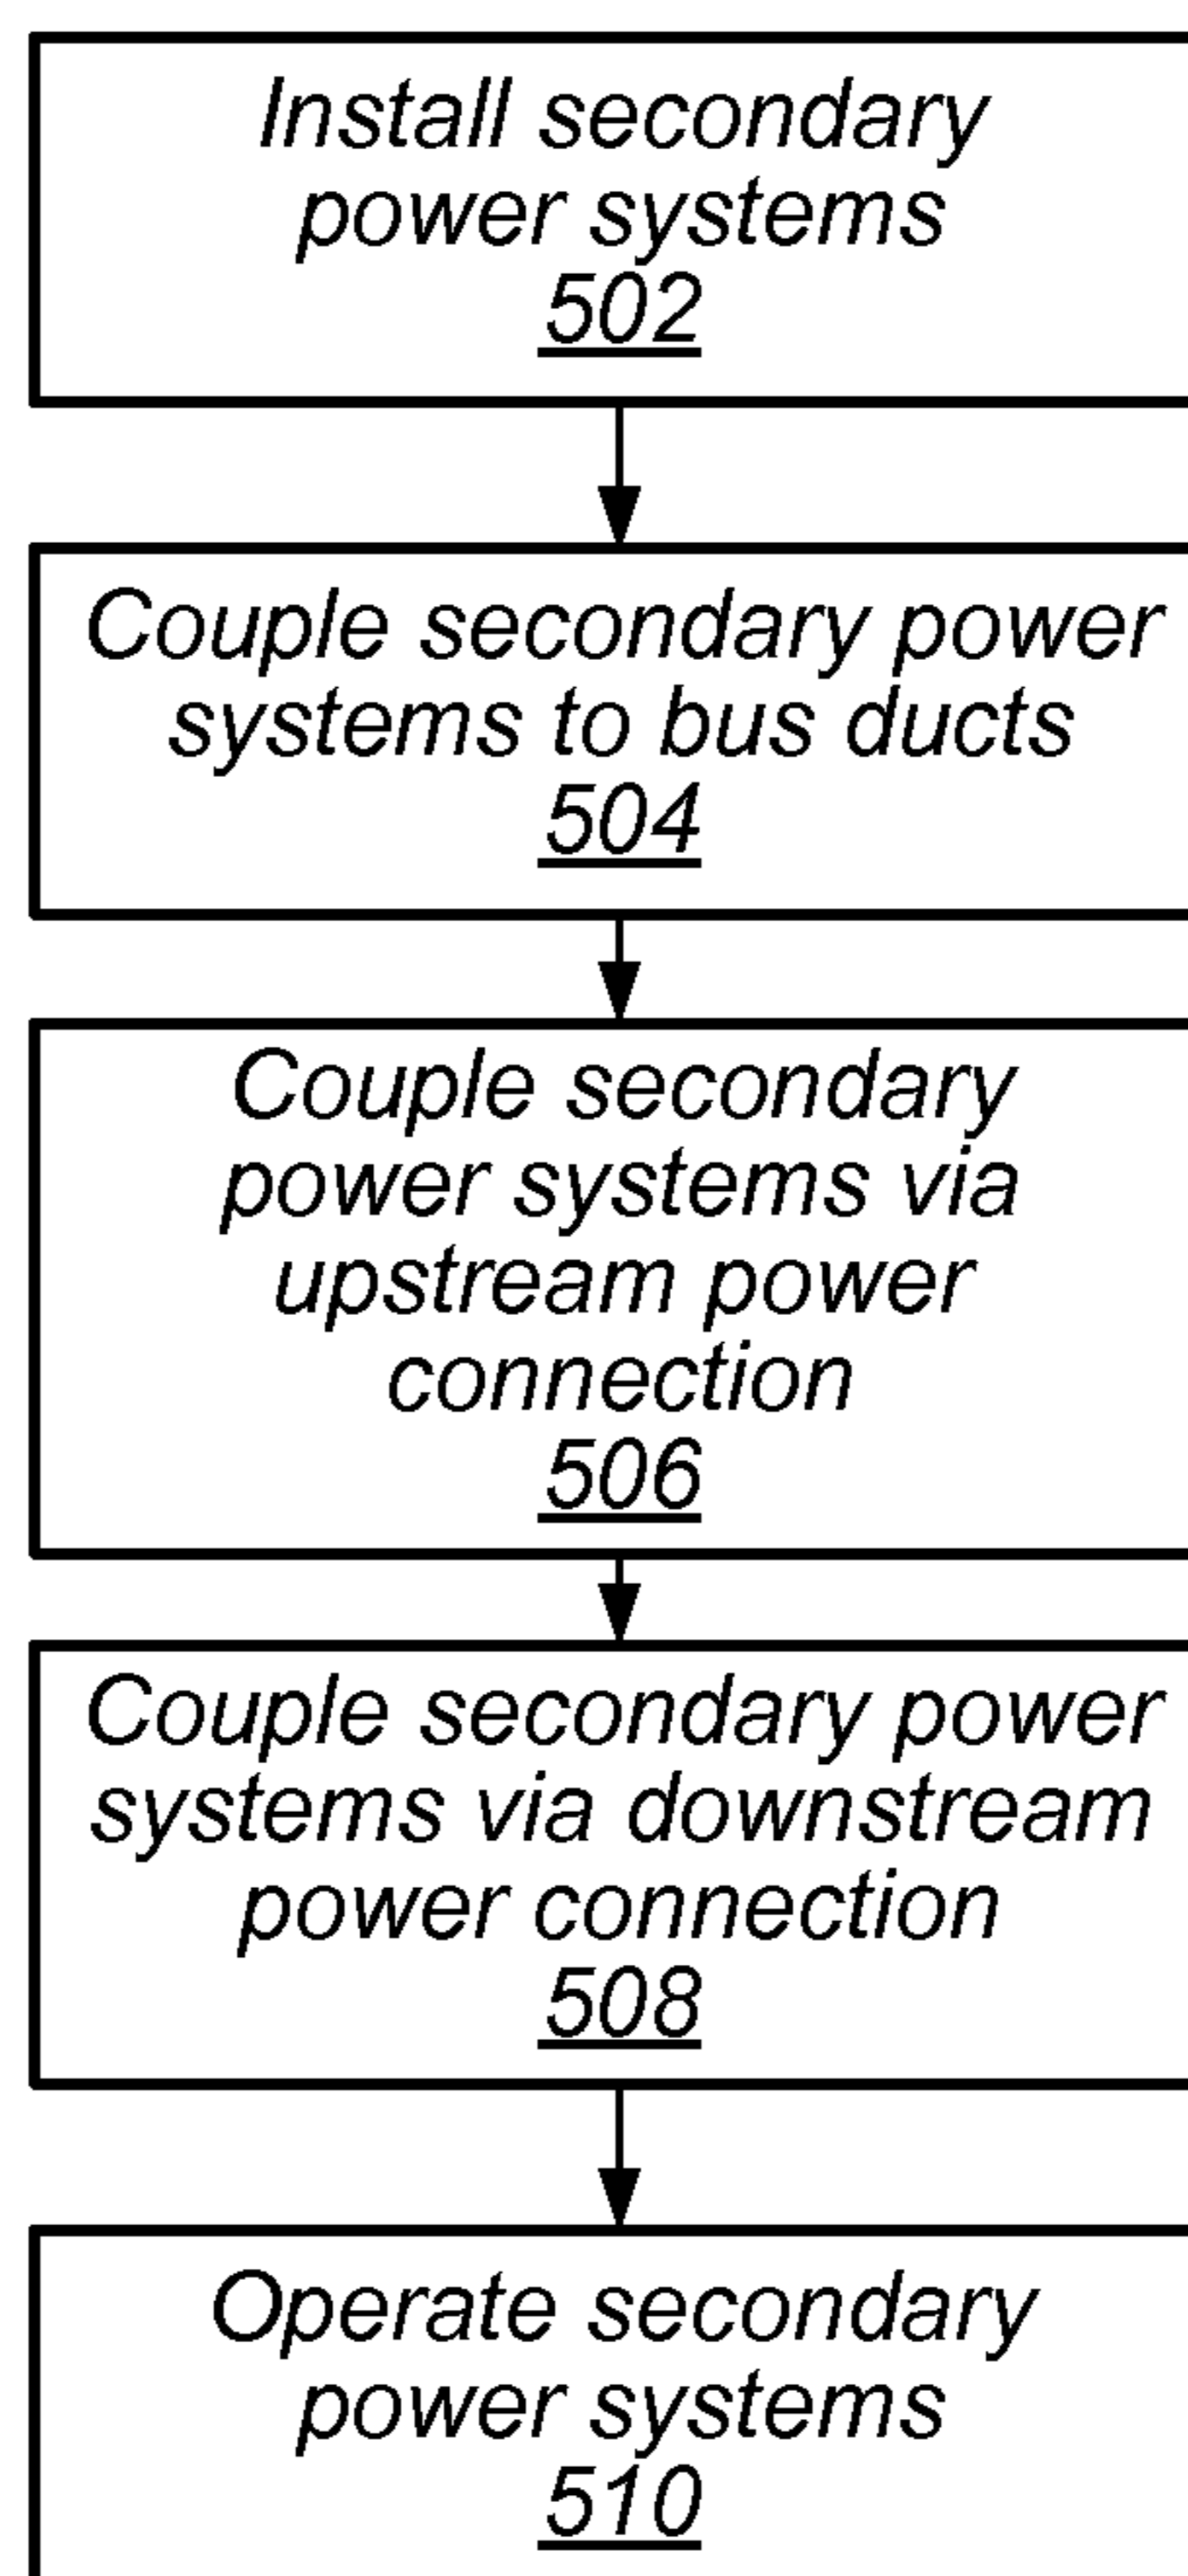 Install secondary
power systems
502
Couple secondary power
systems to bus ducts
504
Couple secondary
power systems via
upstream power
connection
506
Couple secondary power
systems via downstream
power connection
508
Operate secondary
power systems
510